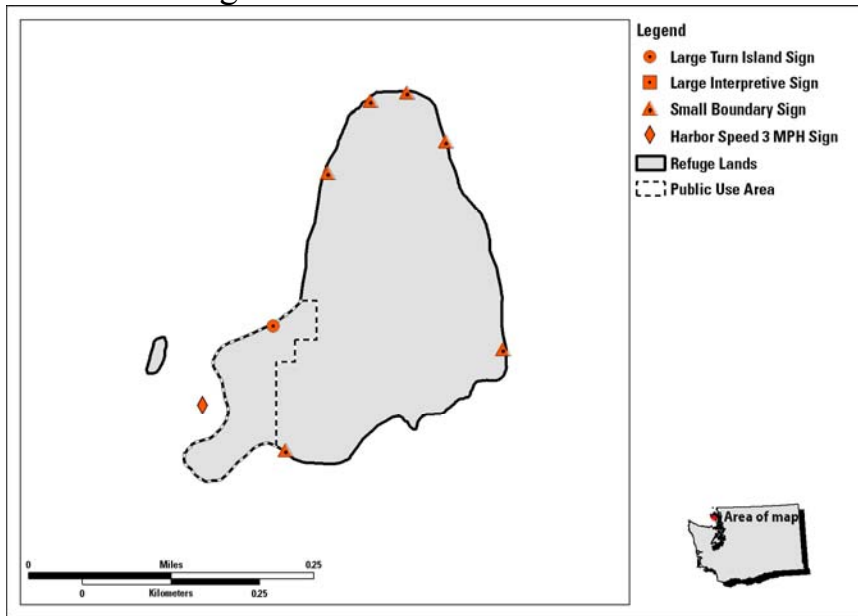 Legend
Large Turn Island Sign
Large Interpretive Sign
Small Boundary Sign
Harbor Speed 3 MPH Sign
Refuge Lands
Public Use Area
Area of map
0 Miles 0.25
0 Kilometers 0.25